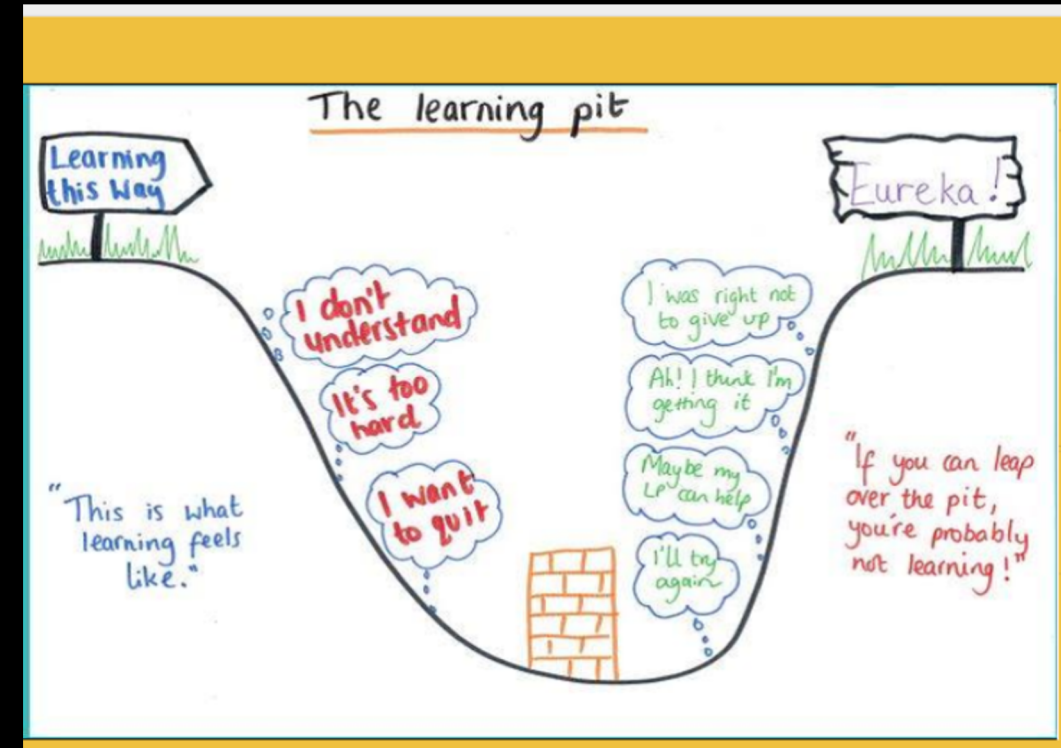 The learning pit
Learning
this Way
Eureka!
I don't
understand
It's too
hard
I want
to quit
I was right not
to give up
Ah! I think I'm
getting it
Maybe my
LP can help
I'll try
again
"This is what
learning feels
like."
"If you can leap
over the pit,
you're probably
not learning!"